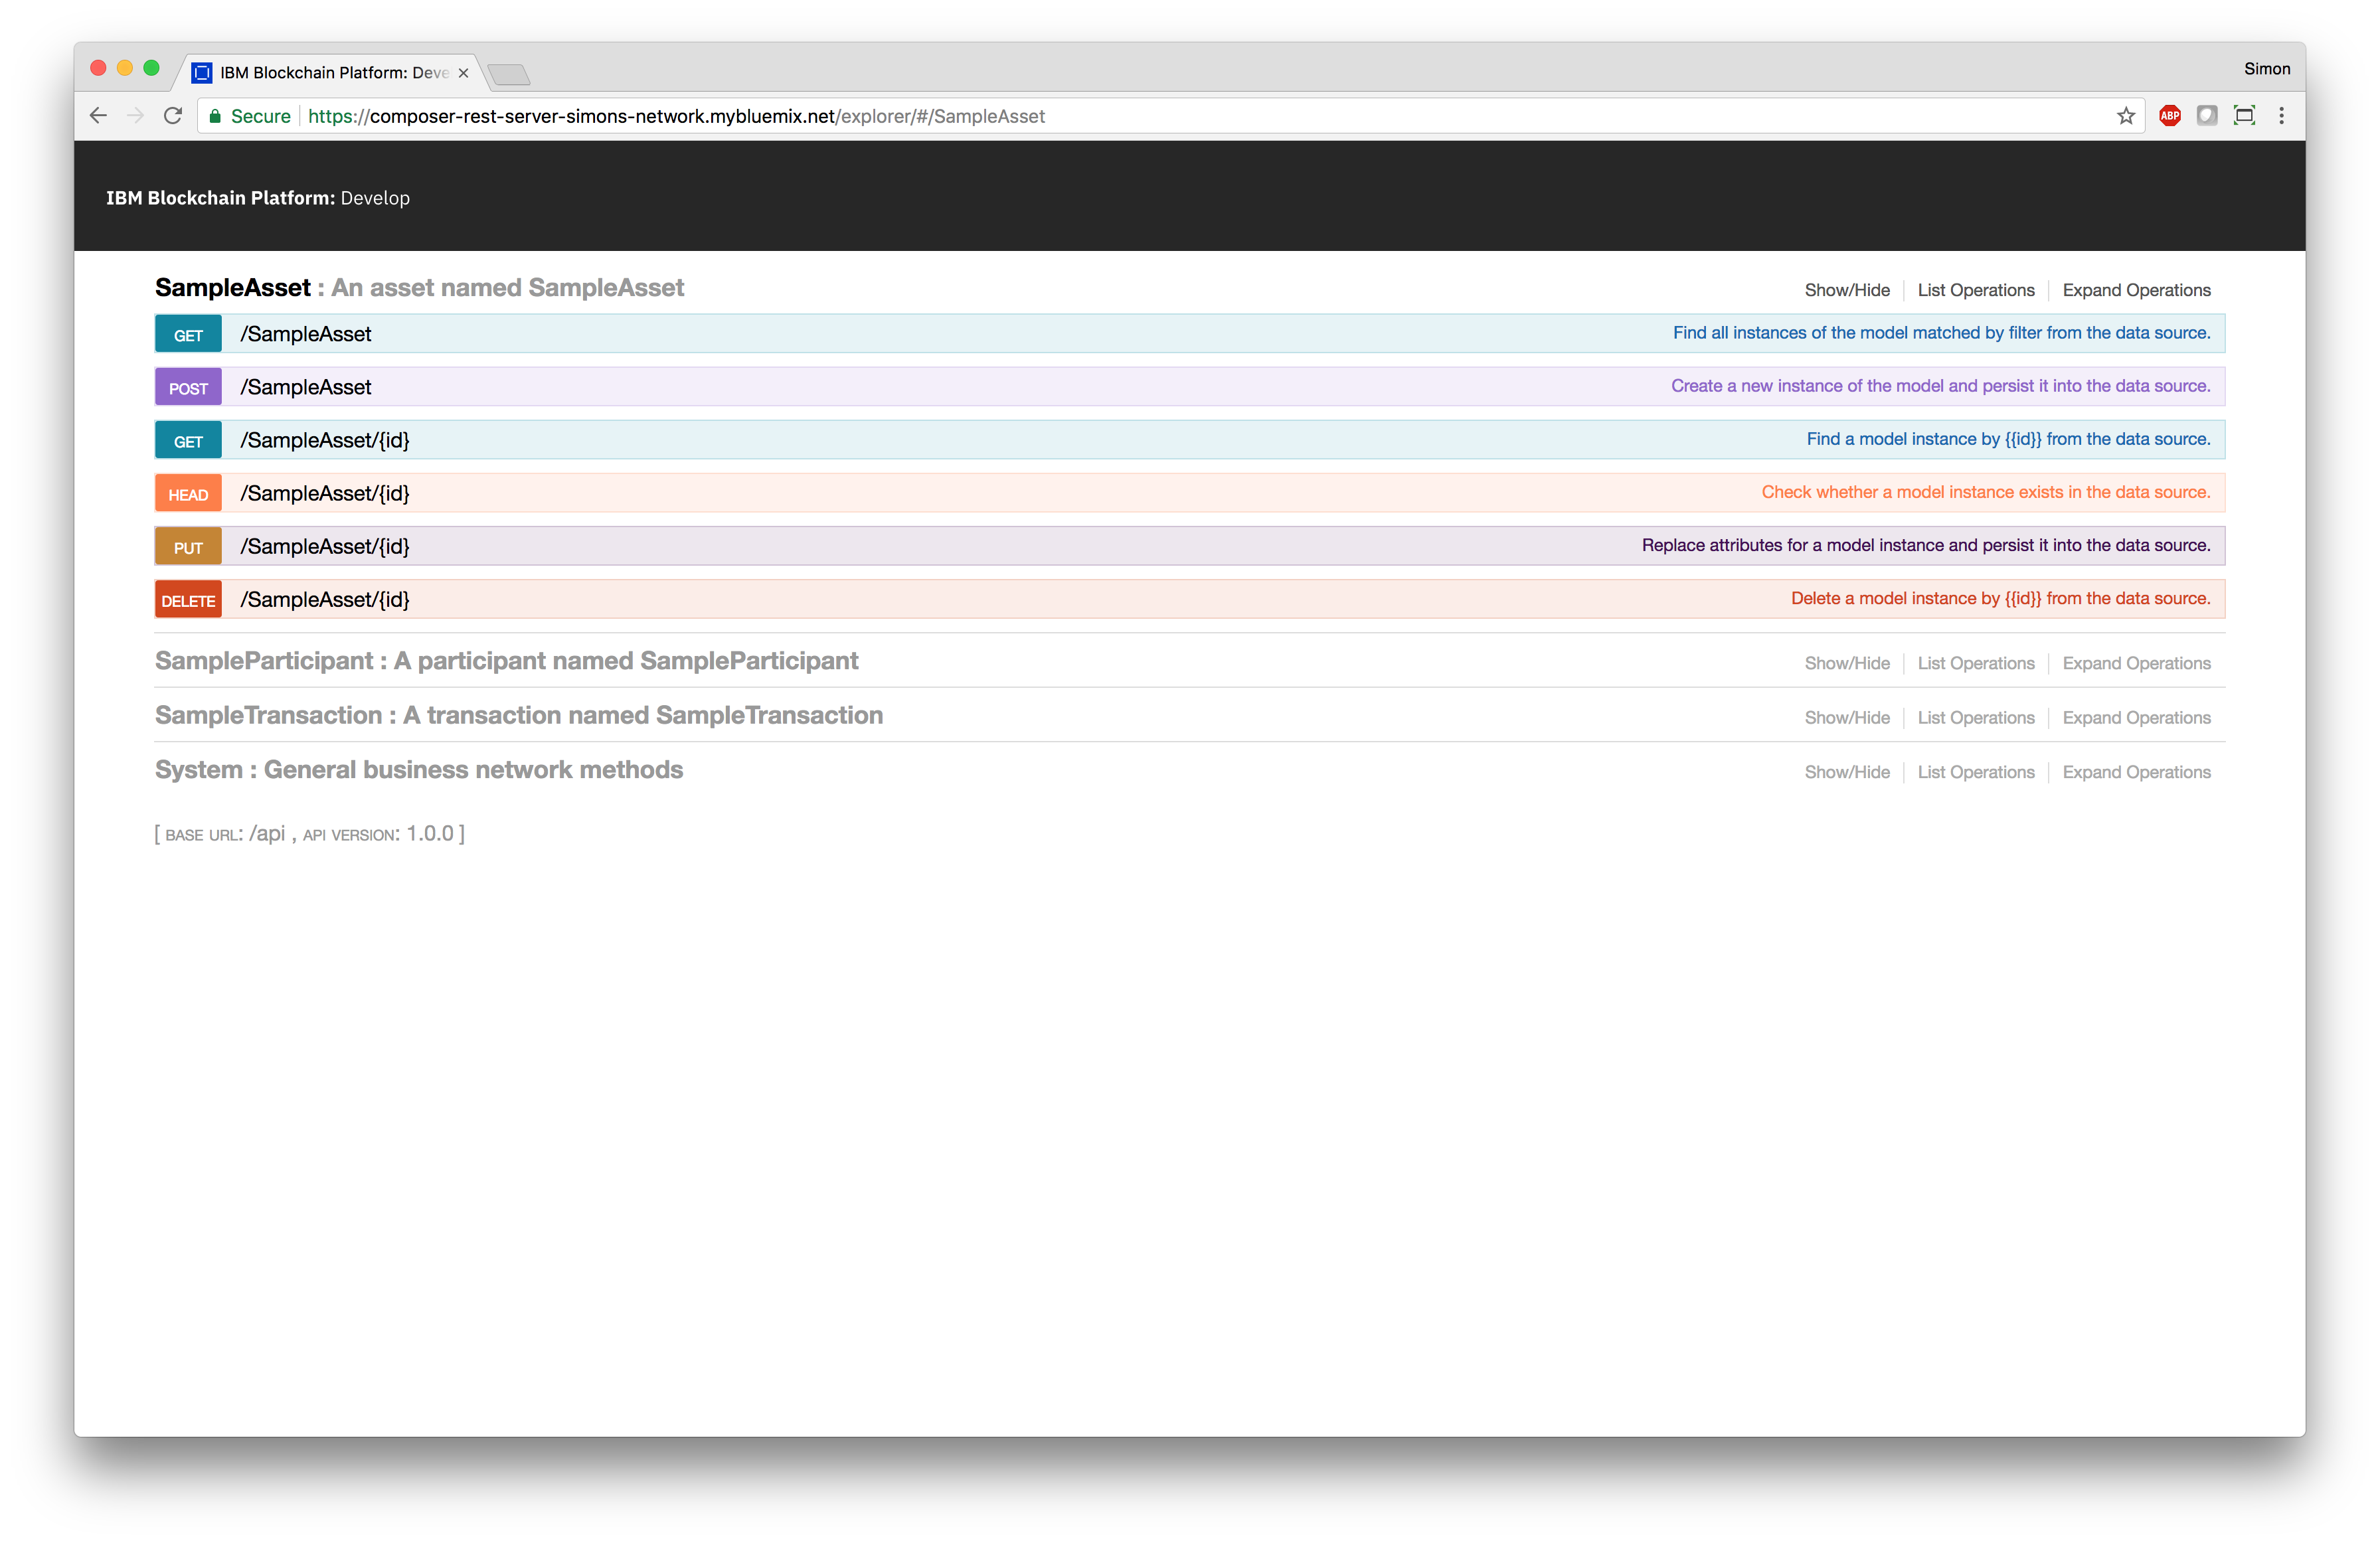 IBM Blockchain Platform: Deve
Simon
Secure https://composer-rest-server-simons-network.mybluemix.net/explorer/#/SampleAsset
ABP
IBM Blockchain Platform: Develop
SampleAsset : An asset named SampleAsset
Show/Hide List Operations Expand Operations
GET /SampleAsset Find all instances of the model matched by filter from the data source.
POST /SampleAsset Create a new instance of the model and persist it into the data source.
GET /SampleAsset/{id} Find a model instance by {{id}} from the data source.
HEAD /SampleAsset/{id} Check whether a model instance exists in the data source.
PUT /SampleAsset/{id} Replace attributes for a model instance and persist it into the data source.
DELETE /SampleAsset/{id} Delete a model instance by {{id}} from the data source.
SampleParticipant : A participant named SampleParticipant
Show/Hide List Operations Expand Operations
SampleTransaction : A transaction named SampleTransaction
Show/Hide List Operations Expand Operations
System : General business network methods
Show/Hide List Operations Expand Operations
[ BASE URL: /api , API VERSION: 1.0.0 ]